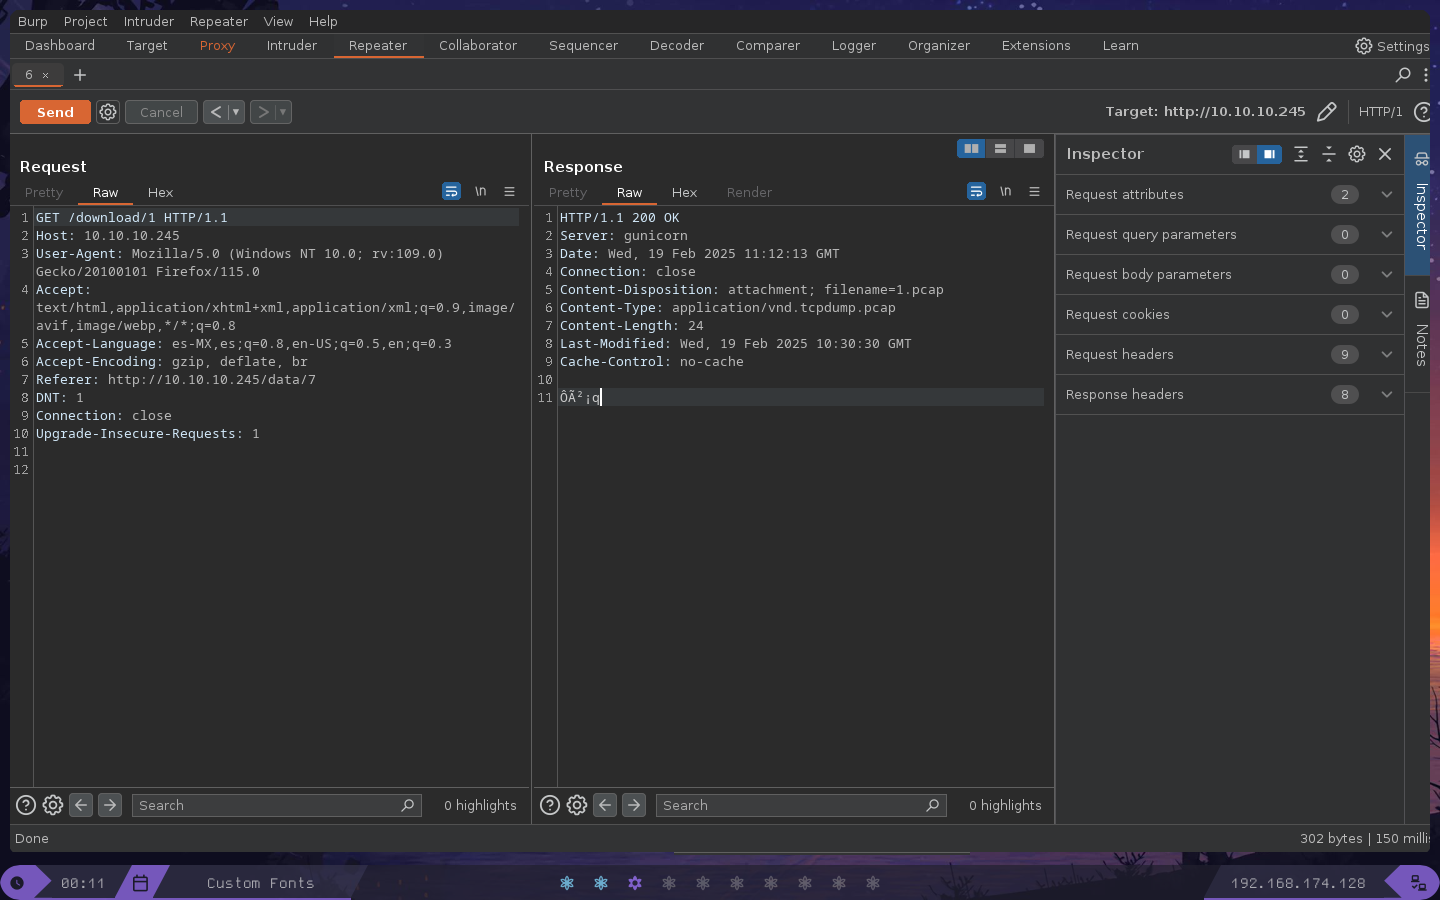 Burp Project Intruder Repeater View Help
Dashboard Target Proxy Intruder Repeater Collaborator Sequencer Decoder Comparer Logger Organizer Extensions Learn Settings
6 × +
Send Cancel < ▾ > ▾ Target: http://10.10.10.245 HTTP/1 ?
Request
Pretty Raw Hex \n
1 GET /download/1 HTTP/1.1
2 Host: 10.10.10.245
3 User-Agent: Mozilla/5.0 (Windows NT 10.0; rv:109.0)
Gecko/20100101 Firefox/115.0
4 Accept:
text/html,application/xhtml+xml,application/xml;q=0.9,image/
avif,image/webp,*/*;q=0.8
5 Accept-Language: es-MX,es;q=0.8,en-US;q=0.5,en;q=0.3
6 Accept-Encoding: gzip, deflate, br
7 Referer: http://10.10.10.245/data/7
8 DNT: 1
9 Connection: close
10 Upgrade-Insecure-Requests: 1
11
12
? Search 0 highlights
Response
Pretty Raw Hex Render \n
1 HTTP/1.1 200 OK
2 Server: gunicorn
3 Date: Wed, 19 Feb 2025 11:12:13 GMT
4 Connection: close
5 Content-Disposition: attachment; filename=1.pcap
6 Content-Type: application/vnd.tcpdump.pcap
7 Content-Length: 24
8 Last-Modified: Wed, 19 Feb 2025 10:30:30 GMT
9 Cache-Control: no-cache
10
11 ÔÃ²¡q
? Search 0 highlights
Inspector
Request attributes 2
Request query parameters 0
Request body parameters 0
Request cookies 0
Request headers 9
Response headers 8
Inspector
Notes
Done 302 bytes | 150 milli
00:11 Custom Fonts 192.168.174.128